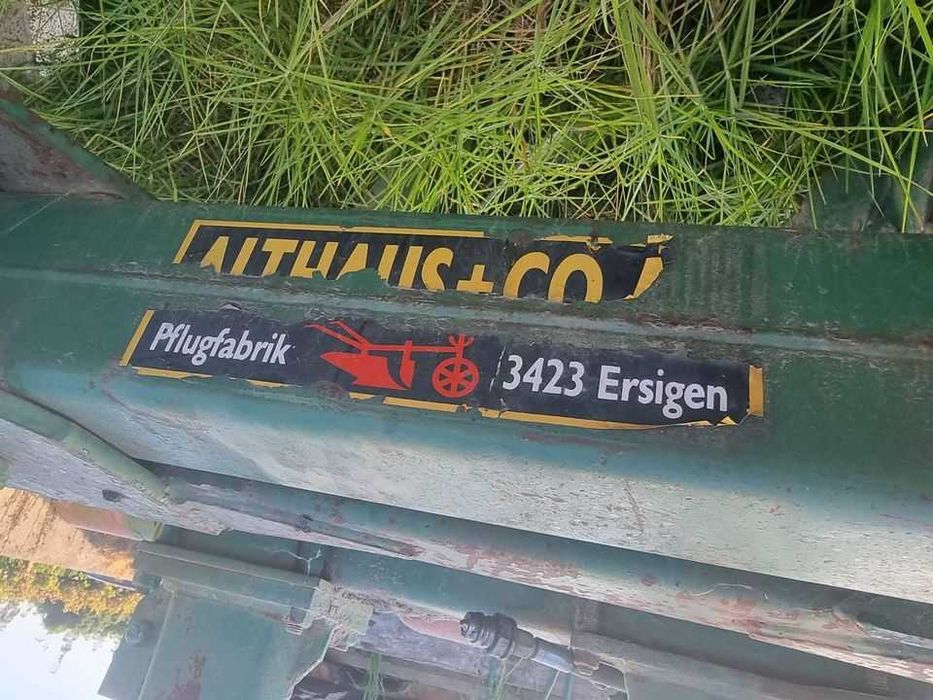 ALTHAUS+CO. A
Pflugfabrik 3423 Ersigen